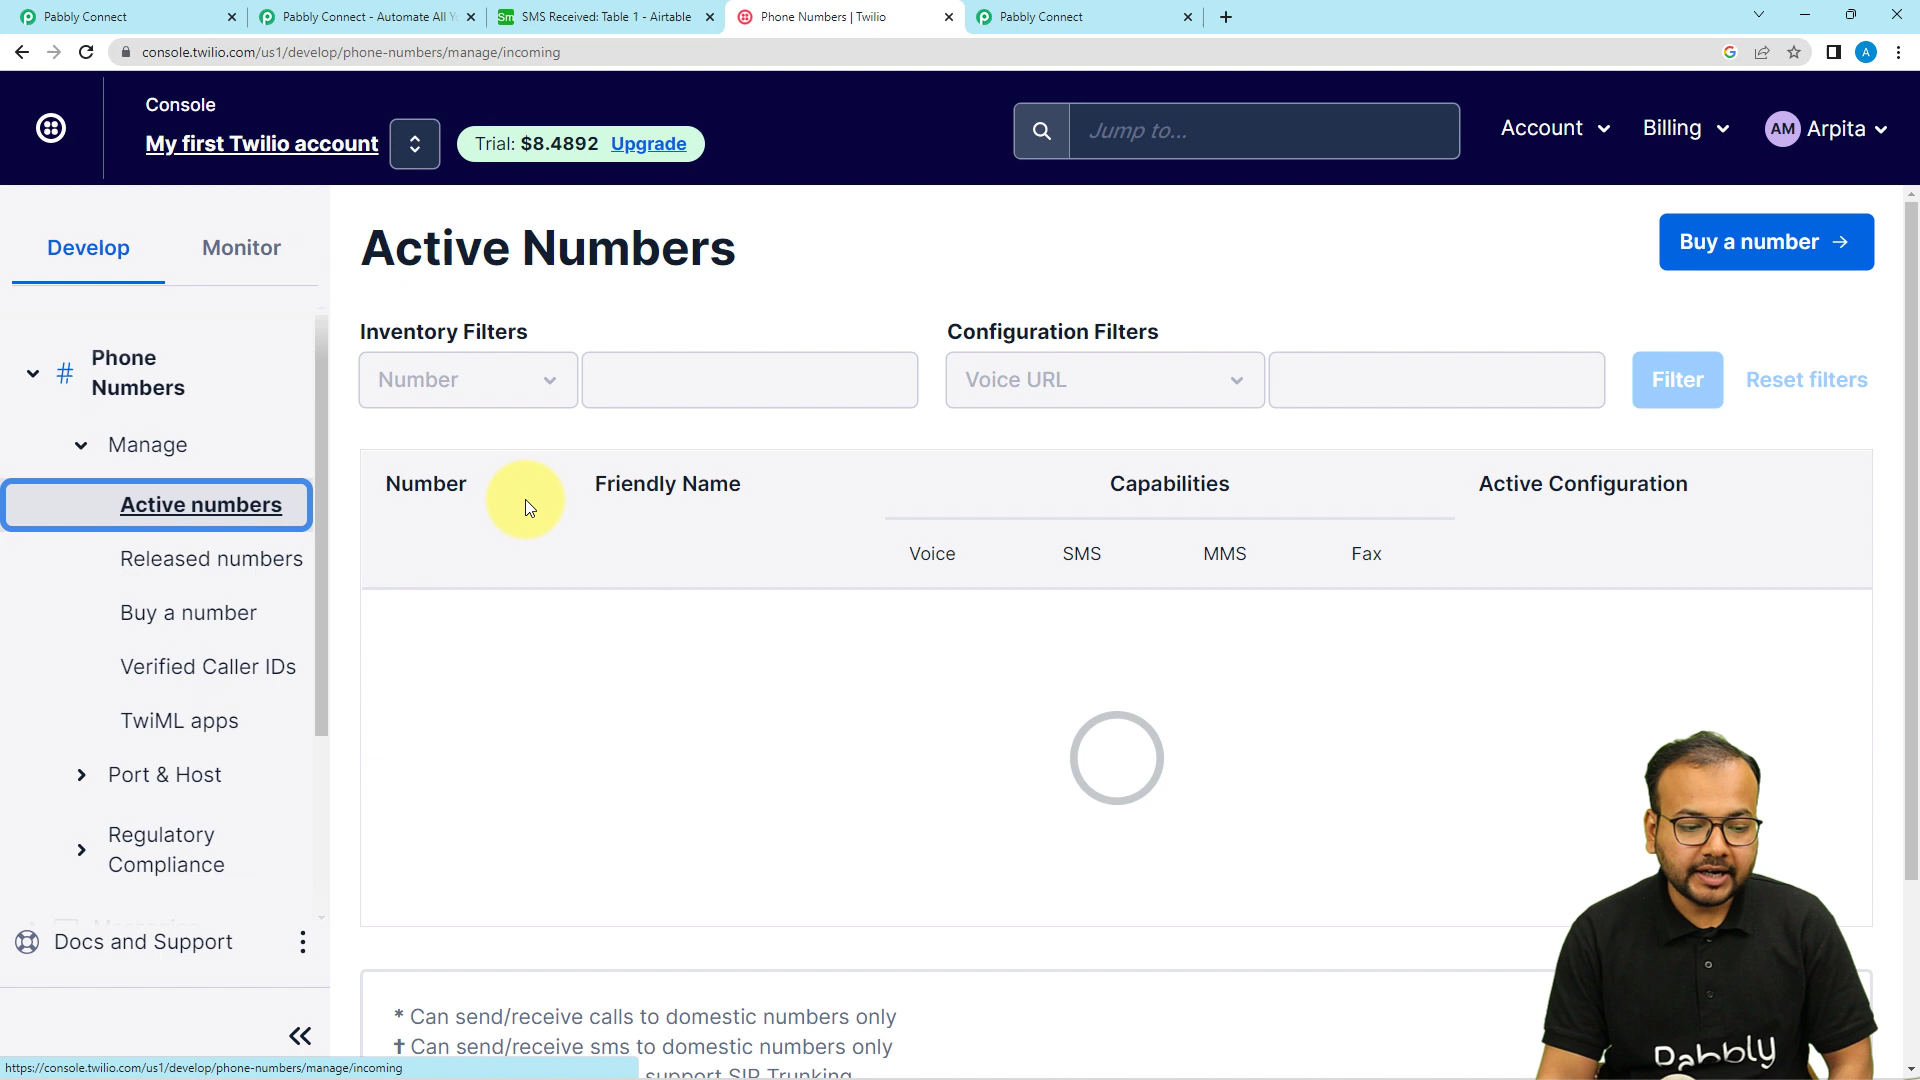 Pabbly Connect
Pabbly Connect - Automate All Y
SMS Received: Table 1 - Airtable
Phone Numbers | Twilio
Pabbly Connect
console.twilio.com/us1/develop/phone-numbers/manage/incoming
A
Console
My first Twilio account
Trial: $8.4892 Upgrade
Jump to...
Account
Billing
AM Arpita
Develop
Monitor
Active Numbers
Buy a number →
Inventory Filters
Configuration Filters
Number
Voice URL
Filter
Reset filters
# Phone
Numbers
Manage
Active numbers
Released numbers
Buy a number
Verified Caller IDs
TwiML apps
Port & Host
Regulatory
Compliance
Docs and Support
Number
Friendly Name
Capabilities
Active Configuration
Voice
SMS
MMS
Fax
* Can send/receive calls to domestic numbers only
† Can send/receive sms to domestic numbers only
support SIP Trunking
https://console.twilio.com/us1/develop/phone-numbers/manage/incoming
Pabbly